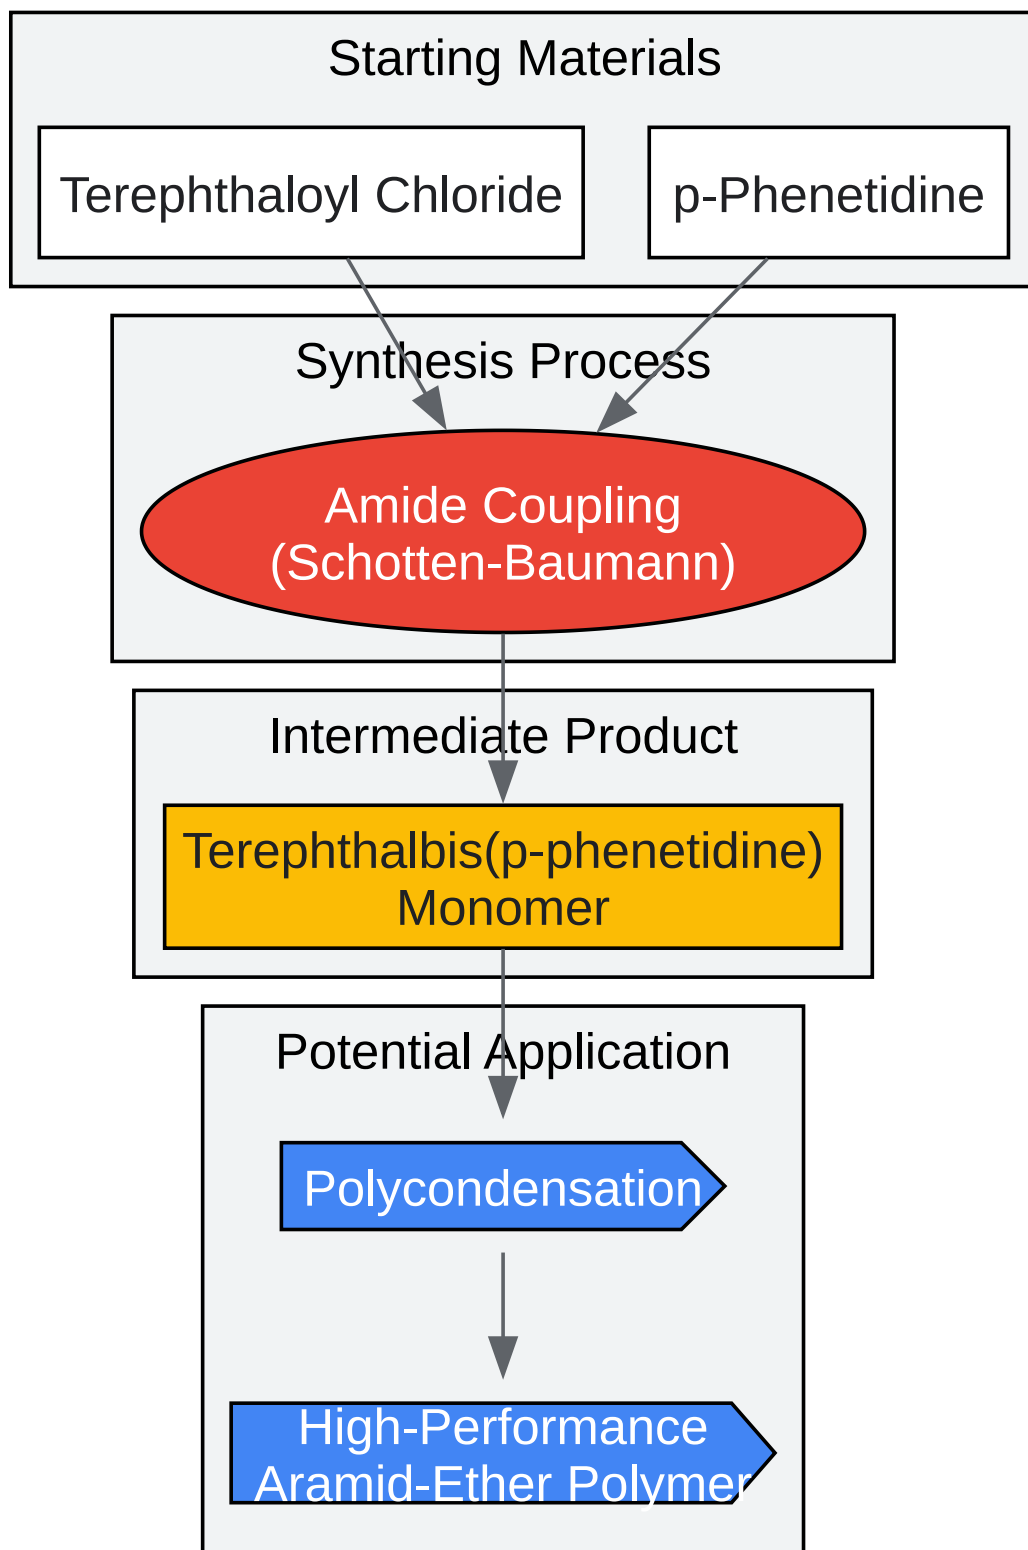 Starting Materials
Terephthaloyl Chloride
p-Phenetidine
Synthesis Process
Amide Coupling
(Schotten-Baumann)
Intermediate Product
Terephthalbis(p-phenetidine)
Monomer
Potential Application
Polycondensation
High-Performance
Aramid-Ether Polymer